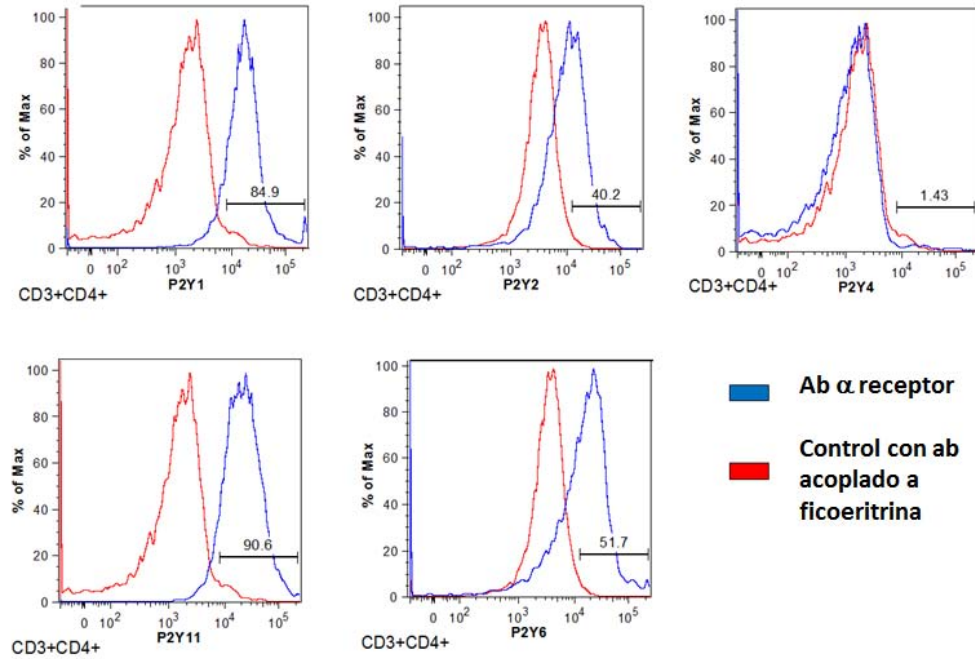 100
80
60
40
20
0
% of Max
84.9
0 10² 10³ 10⁴ 10⁵
P2Y1
CD3+CD4+
100
80
60
40
20
0
% of Max
40.2
0 10² 10³ 10⁴ 10⁵
P2Y2
CD3+CD4+
100
80
60
40
20
0
% of Max
1.43
0 10² 10³ 10⁴ 10⁵
P2Y4
CD3+CD4+
100
80
60
40
20
0
% of Max
90.6
0 10² 10³ 10⁴ 10⁵
P2Y11
CD3+CD4+
100
80
60
40
20
0
% of Max
51.7
0 10² 10³ 10⁴ 10⁵
P2Y6
CD3+CD4+
Ab α receptor
Control con ab
acoplado a
ficoeritrina